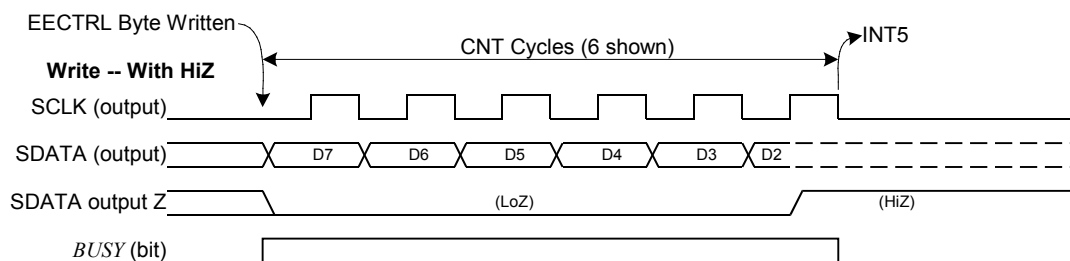 EECTRL Byte Written
CNT Cycles (6 shown)
INT5
Write -- With HiZ
SCLK (output)
SDATA (output) D7 D6 D5 D4 D3 D2
SDATA output Z (LoZ) (HiZ)
BUSY (bit)